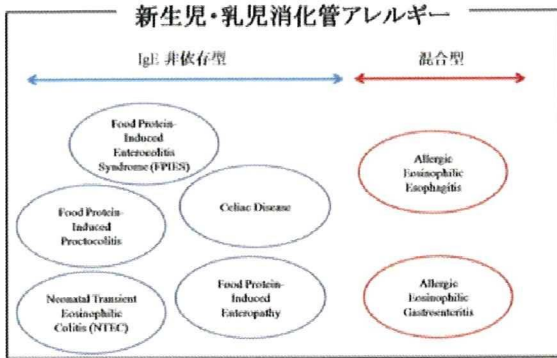 新生児・乳児消化管アレルギー
IgE 非依存型
混合型
Food Protein-
Induced
Enterocolitis
Syndrome (FPIES)
Allergic
Eosinophilic
Esophagitis
Celiac Disease
Food Protein-
Induced
Proctocolitis
Food Protein-
Induced
Enteropathy
Allergic
Eosinophilic
Gastroenteritis
Neonatal Transient
Eosinophilic
Colitis (NTEC)